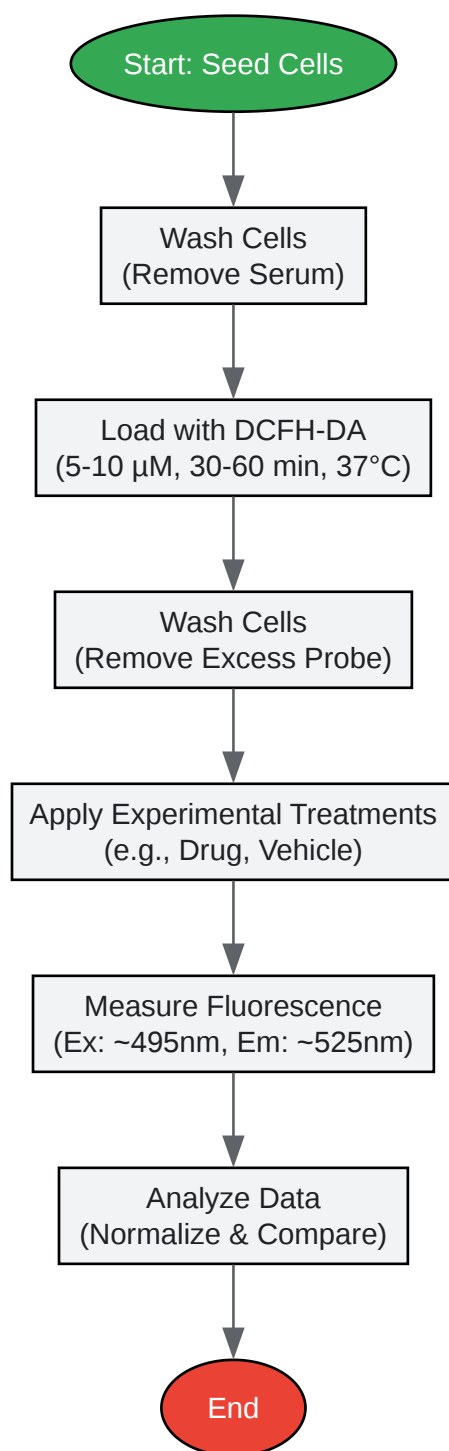 Start: Seed Cells
Wash Cells
(Remove Serum)
Load with DCFH-DA
(5-10 µM, 30-60 min, 37°C)
Wash Cells
(Remove Excess Probe)
Apply Experimental Treatments
(e.g., Drug, Vehicle)
Measure Fluorescence
(Ex: ~495nm, Em: ~525nm)
Analyze Data
(Normalize & Compare)
End